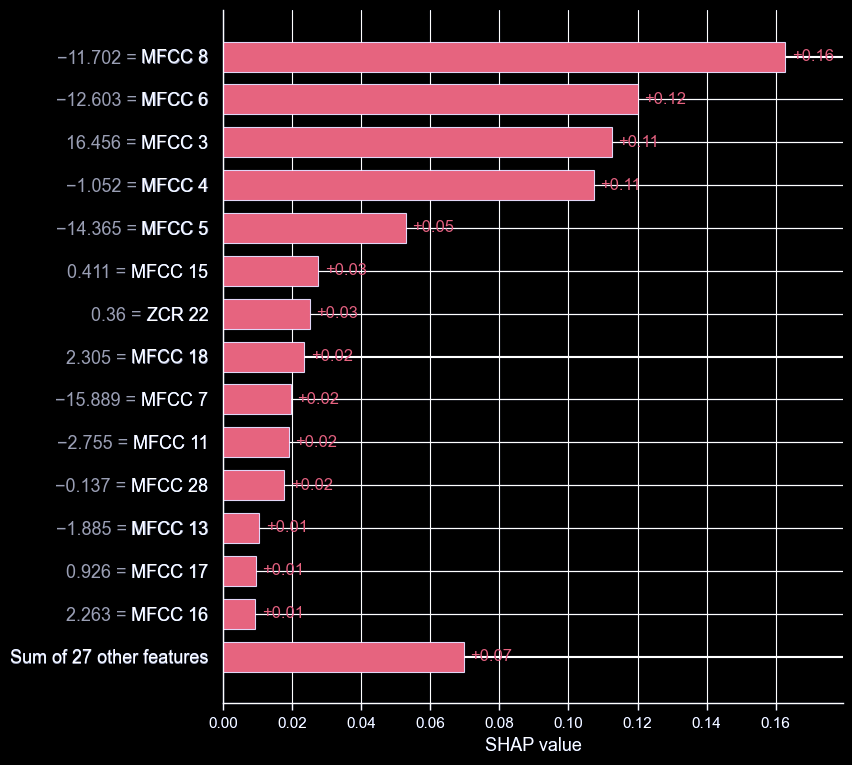 −11.702 = MFCC 8 +0.16
−12.603 = MFCC 6 +0.12
16.456 = MFCC 3 +0.11
−1.052 = MFCC 4 +0.11
−14.365 = MFCC 5 +0.05
0.411 = MFCC 15 +0.03
0.36 = ZCR 22 +0.03
2.305 = MFCC 18 +0.02
−15.889 = MFCC 7 +0.02
−2.755 = MFCC 11 +0.02
−0.137 = MFCC 28 +0.02
−1.885 = MFCC 13 +0.01
0.926 = MFCC 17 +0.01
2.263 = MFCC 16 +0.01
Sum of 27 other features +0.07
0.00 0.02 0.04 0.06 0.08 0.10 0.12 0.14 0.16
SHAP value